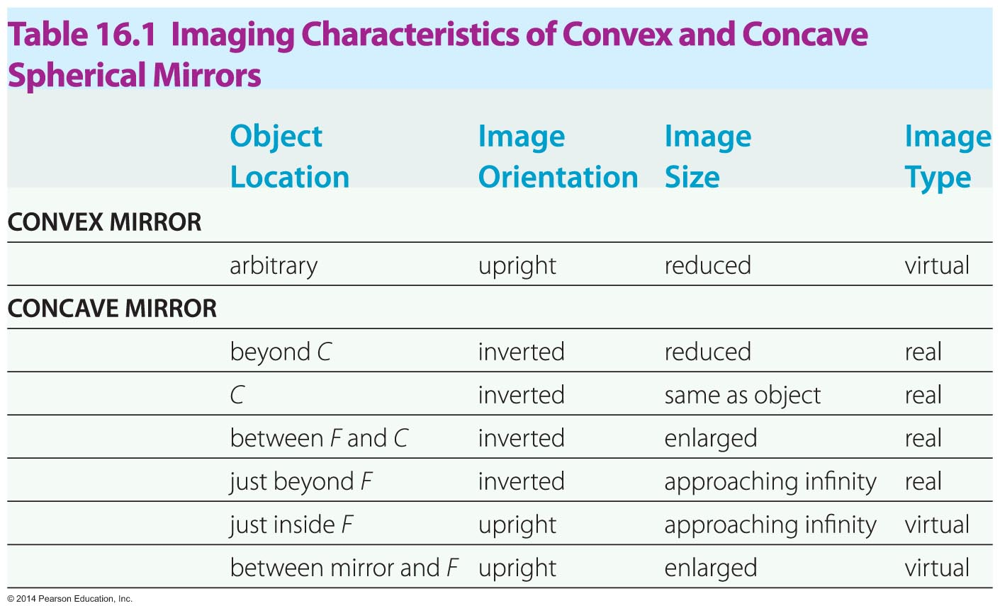 Table 16.1 Imaging Characteristics of Convex and Concave
Spherical Mirrors
Object Location Image Orientation Image Size Image Type
CONVEX MIRROR
arbitrary upright reduced virtual
CONCAVE MIRROR
beyond C inverted reduced real
C inverted same as object real
between F and C inverted enlarged real
just beyond F inverted approaching infinity real
just inside F upright approaching infinity virtual
between mirror and F upright enlarged virtual
© 2014 Pearson Education, Inc.